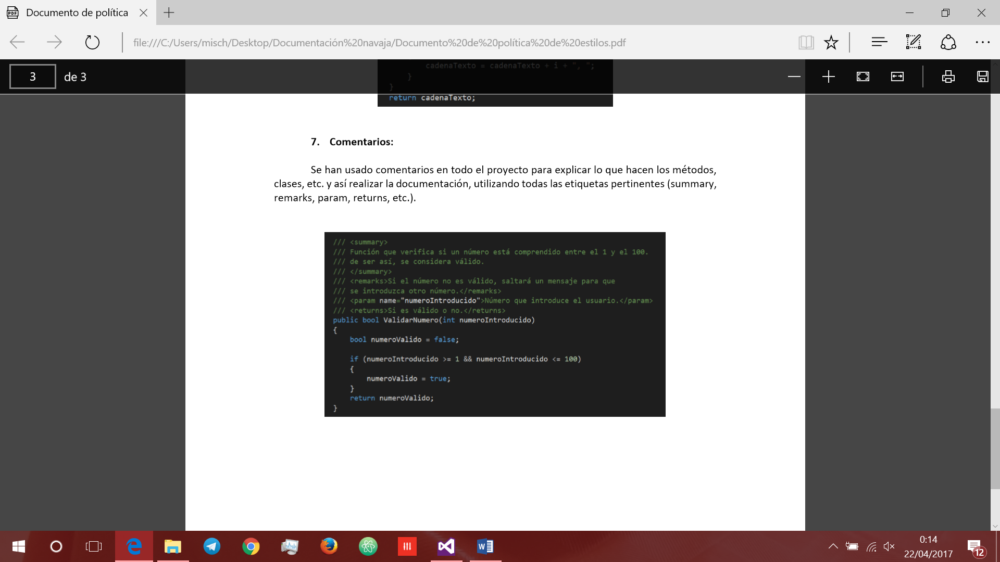 Documento de política
file:///C:/Users/misch/Desktop/Documentación%20navaja/Documento%20de%20política%20de%20estilos.pdf
3 de 3
cadenaTexto = cadenaTexto + i + ", ";
}
}
return cadenaTexto;
7. Comentarios:
Se han usado comentarios en todo el proyecto para explicar lo que hacen los métodos,
clases, etc. y así realizar la documentación, utilizando todas las etiquetas pertinentes (summary,
remarks, param, returns, etc.).
/// <summary>
/// Función que verifica si un número está comprendido entre el 1 y el 100.
/// de ser así, se considera válido.
/// </summary>
/// <remarks>Si el número no es válido, saltará un mensaje para que
/// se introduzca otro número.</remarks>
/// <param name="numeroIntroducido">Número que introduce el usuario.</param>
/// <returns>Si es válido o no.</returns>
public bool ValidarNumero(int numeroIntroducido)
{
bool numeroValido = false;
if (numeroIntroducido >= 1 && numeroIntroducido <= 100)
{
numeroValido = true;
}
return numeroValido;
}
0:14
22/04/2017
12